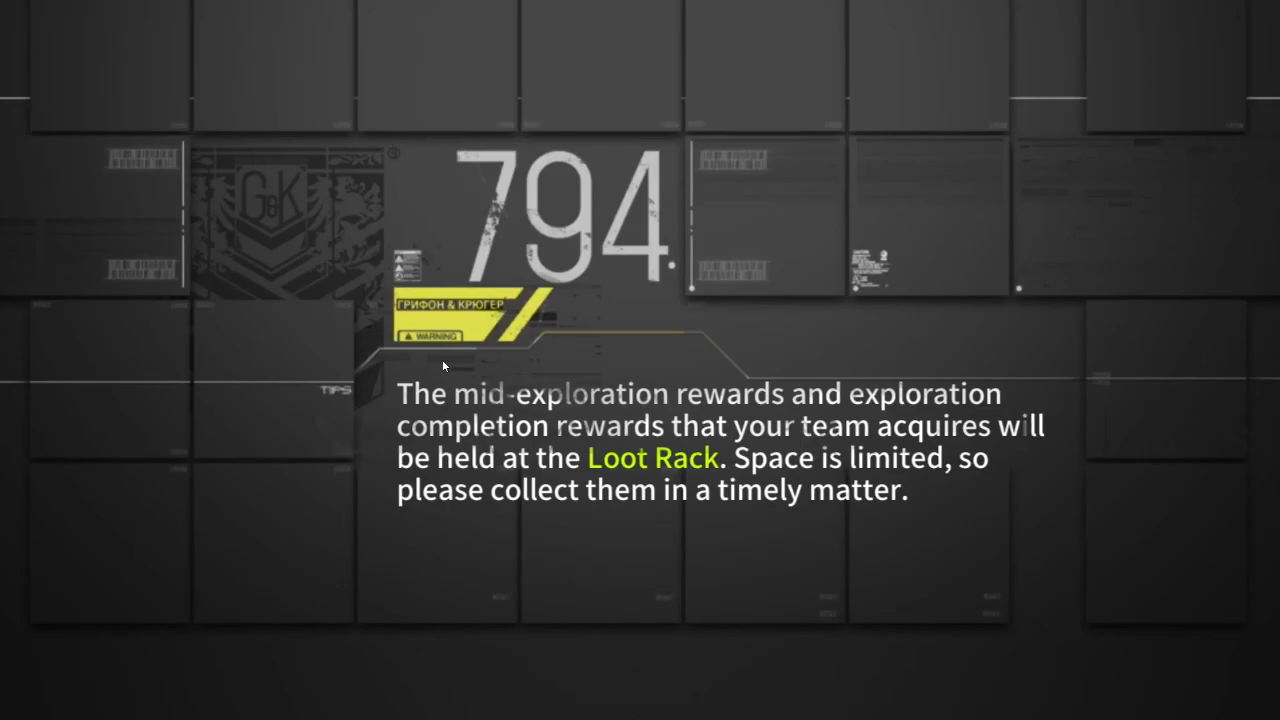 G&K
794.
ГРИФОН & КРЮГЕР
WARNING
TIPS
The mid-exploration rewards and exploration
completion rewards that your team acquires will
be held at the Loot Rack. Space is limited, so
please collect them in a timely matter.